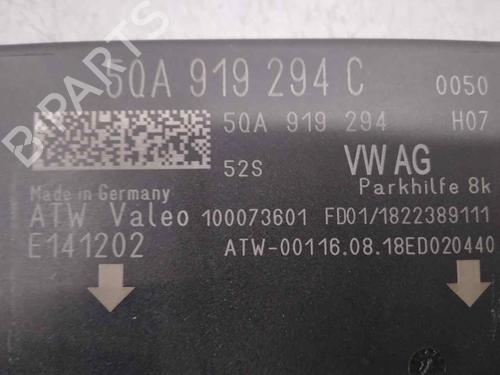 5QA 919 294 C 0050
5QA 919 294 H07
52S VW AG
Made in Germany Parkhilfe 8k
ATW Valeo 100073601 FD01/1822389111
E141202 ATW-00116.08.18ED020440
B-PARTS